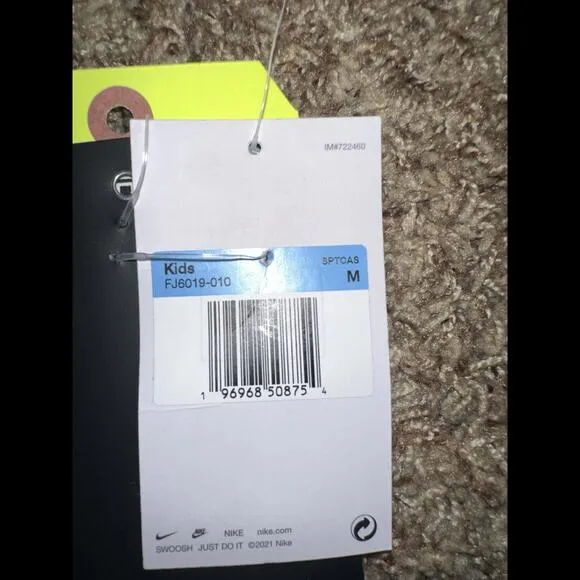 IM#722460
Kids SPTCAS
FJ6019-010 M
1 96968 50875 4
NIKE nike.com
SWOOSH JUST DO IT ©2021 Nike